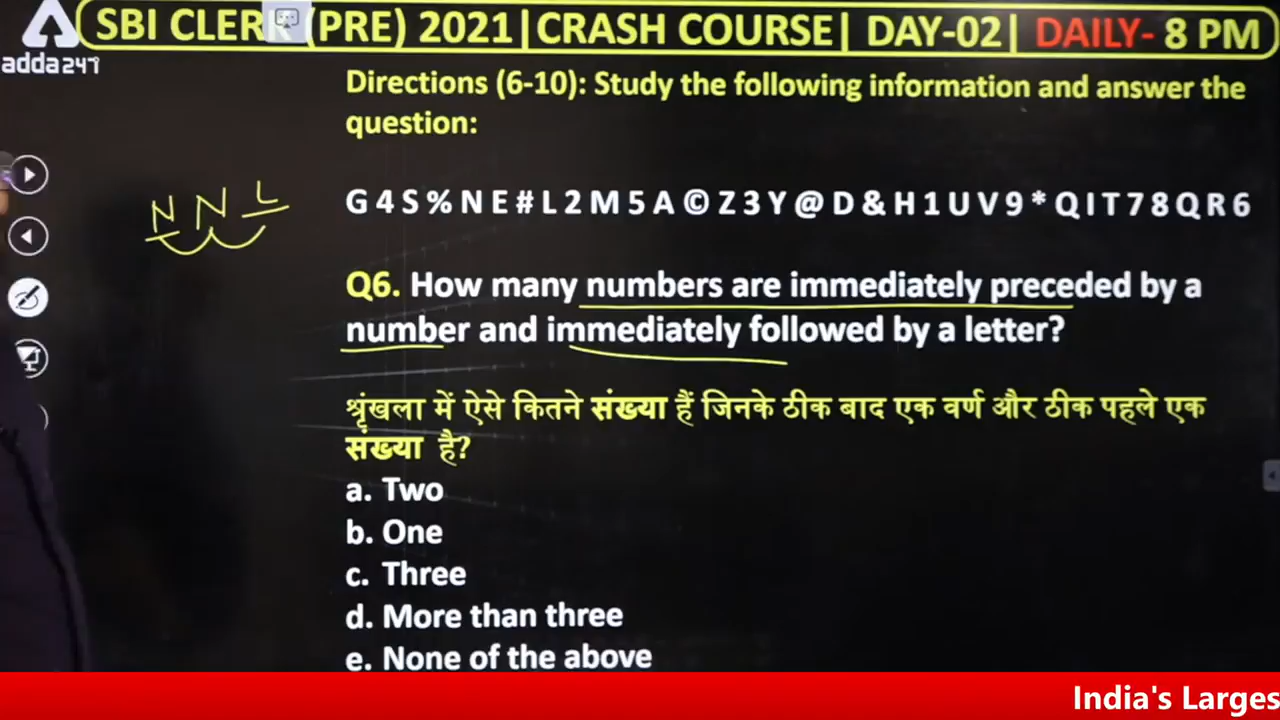 SBI CLERK (PRE) 2021|CRASH COURSE| DAY-02| DAILY- 8 PM
adda247
Directions (6-10): Study the following information and answer the
question:
N N L
G 4 S % N E # L 2 M 5 A © Z 3 Y @ D & H 1 U V 9 * Q I T 7 8 Q R 6
Q6. How many numbers are immediately preceded by a
number and immediately followed by a letter?
श्रृंखला में ऐसे कितने संख्या हैं जिनके ठीक बाद एक वर्ण और ठीक पहले एक
संख्या है?
a. Two
b. One
c. Three
d. More than three
e. None of the above
India's Larges